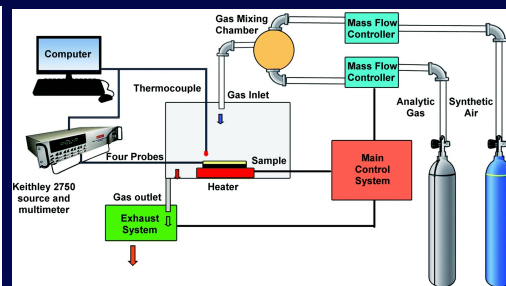 Computer
Gas Mixing
Chamber
Mass Flow
Controller
Mass Flow
Controller
Thermocouple
Gas Inlet
Analytic
Gas
Synthetic
Air
Four Probes
Sample
Heater
Main
Control
System
Keithley 2750
source and
multimeter
Gas outlet
Exhaust
System